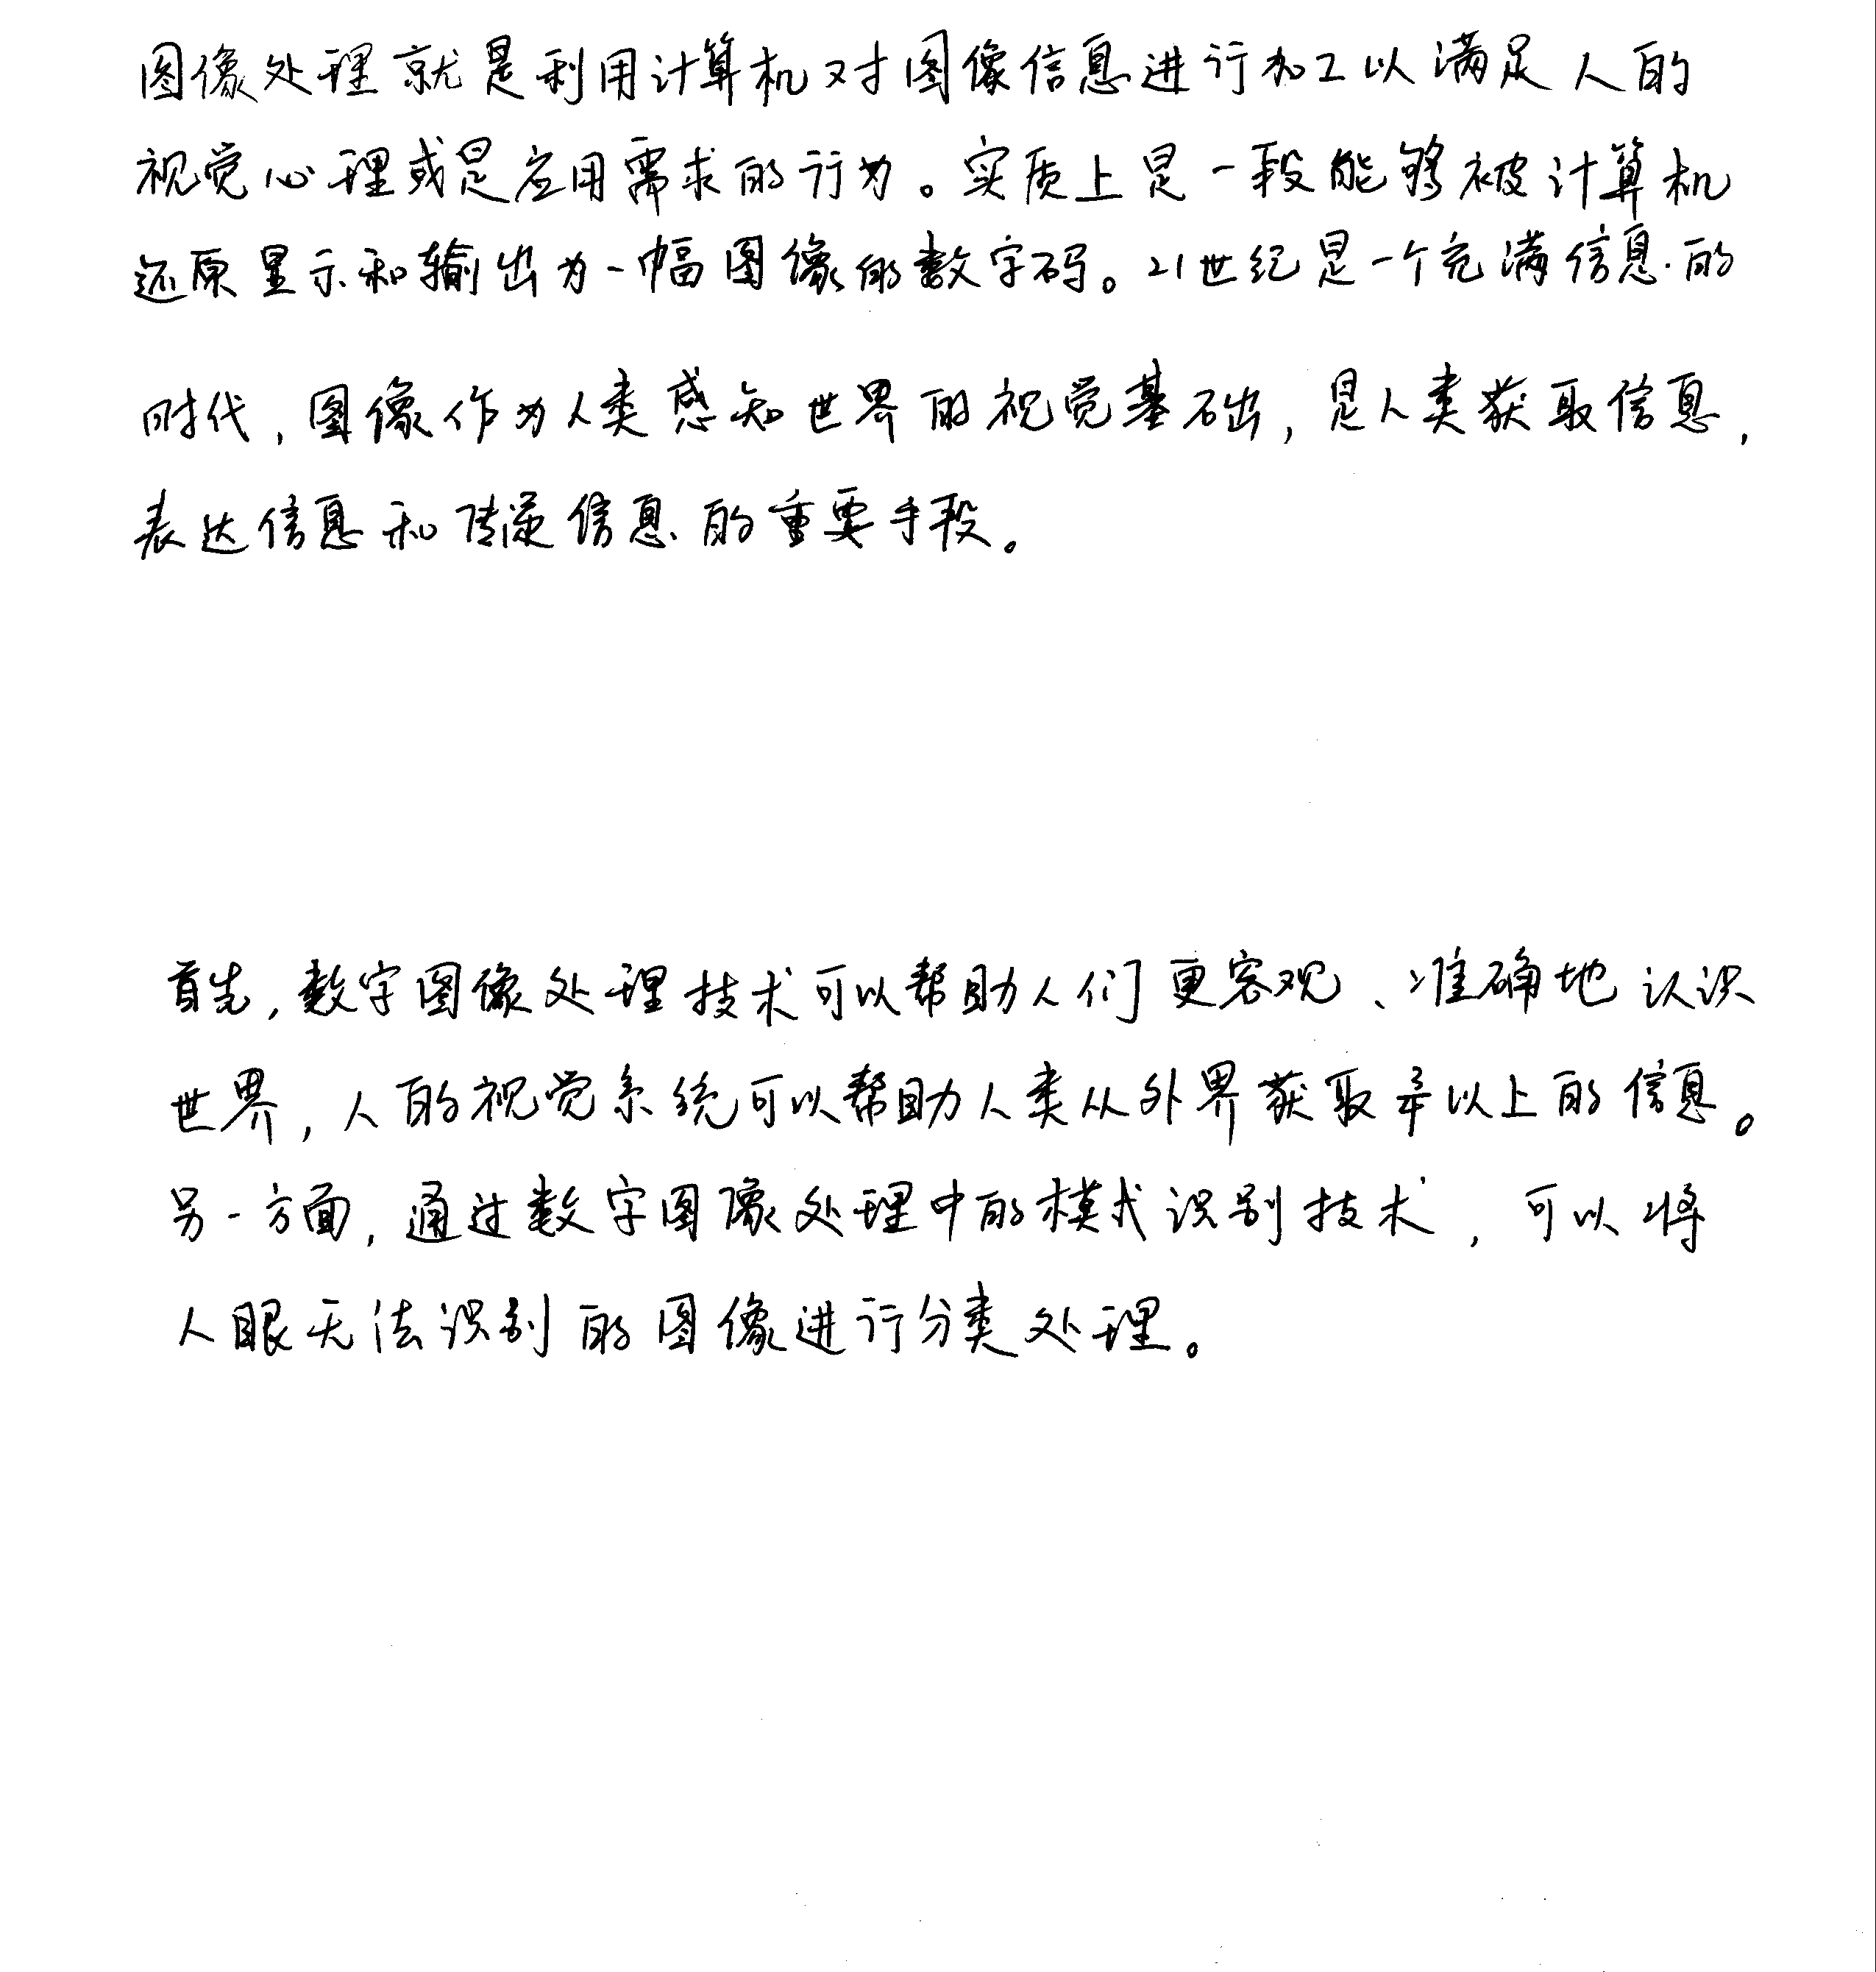 图像处理就是利用计算机对图像信息进行加工以满足人的
视觉心理或是应用需求的行为。实质上是一段能够被计算机
还原显示和输出为一幅图像的数字码。21世纪是一个充满信息的
时代，图像作为人类感知世界的视觉基础，是人类获取信息，
表达信息和传递信息的重要手段。
首先，数字图像处理技术可以帮助人们更客观、准确地认识
世界，人的视觉系统可以帮助人类从外界获取以上的信息。
另一方面，通过数字图像处理中的模式识别技术，可以将
人眼无法识别的图像进行分类处理。